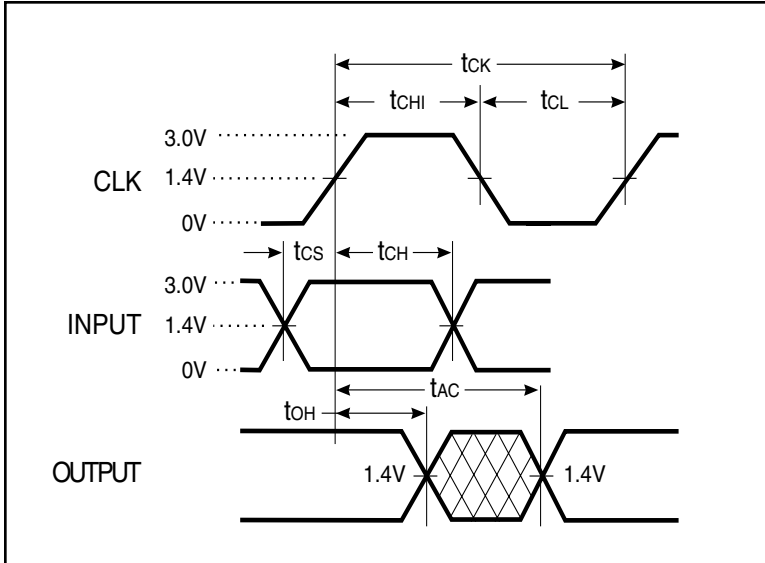 tCK
tCHI tCL
3.0V
CLK 1.4V
0V
tCS tCH
3.0V
INPUT 1.4V
0V
tAC
tOH
OUTPUT 1.4V 1.4V